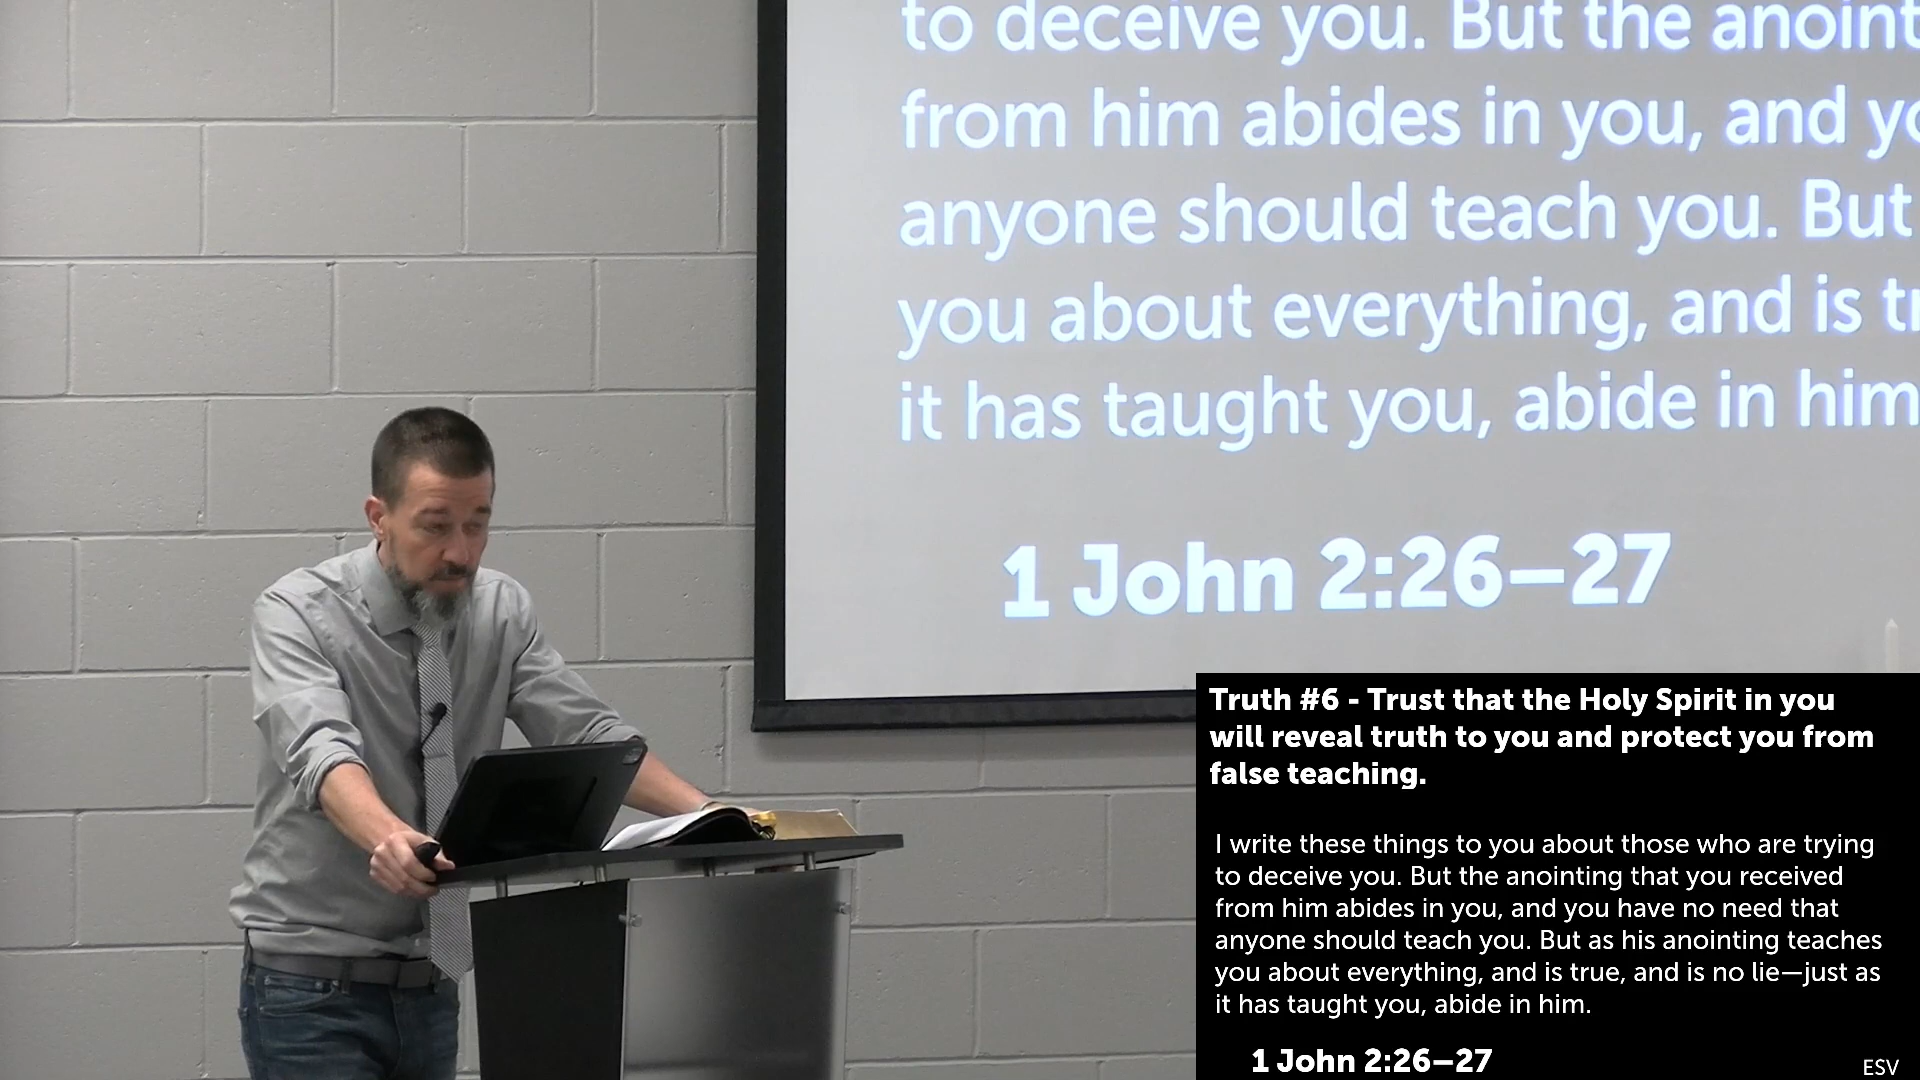 to deceive you. But the anoint
from him abides in you, and yo
anyone should teach you. But
you about everything, and is tr
it has taught you, abide in him
1 John 2:26–27
Truth #6 - Trust that the Holy Spirit in you
will reveal truth to you and protect you from
false teaching.
I write these things to you about those who are trying
to deceive you. But the anointing that you received
from him abides in you, and you have no need that
anyone should teach you. But as his anointing teaches
you about everything, and is true, and is no lie—just as
it has taught you, abide in him.
1 John 2:26–27
ESV